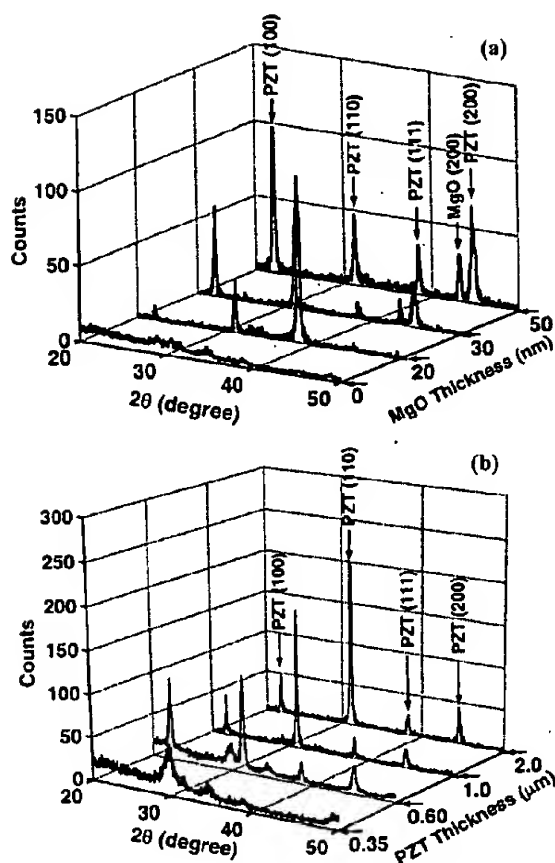 (a)
PZT (100)
PZT (110)
PZT (111)
MgO (200)
PZT (200)
150
100
50
0
Counts
20
30
40
50
2θ (degree)
0
20
30
50
MgO Thickness (nm)
(b)
PZT (100)
PZT (110)
PZT (111)
PZT (200)
300
250
200
150
100
50
0
Counts
20
30
40
50
2θ (degree)
0.35
0.60
1.0
2.0
PZT Thickness (μm)